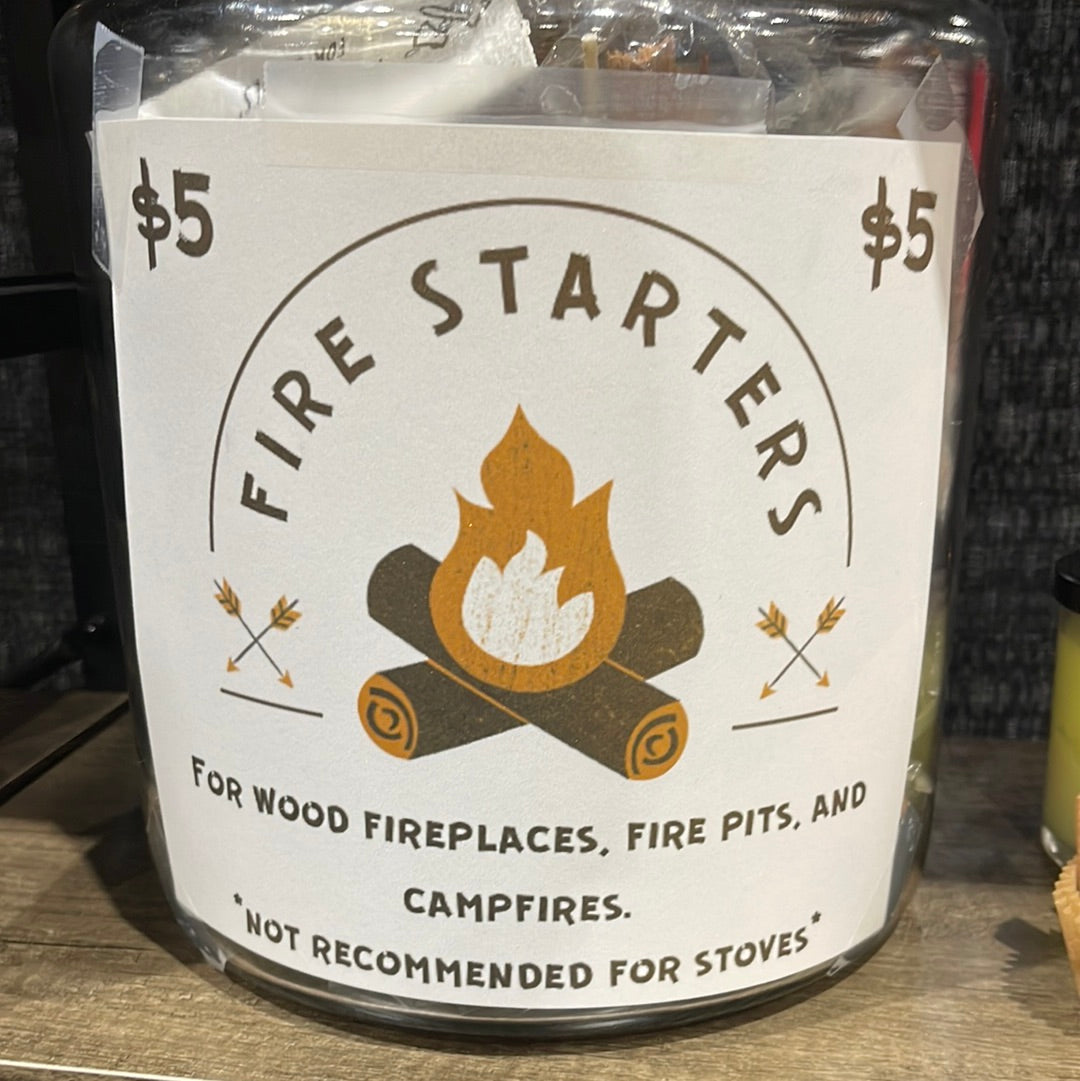 $5
$5
FIRE STARTERS
FOR WOOD FIREPLACES, FIRE PITS, AND
CAMPFIRES.
*NOT RECOMMENDED FOR STOVES*